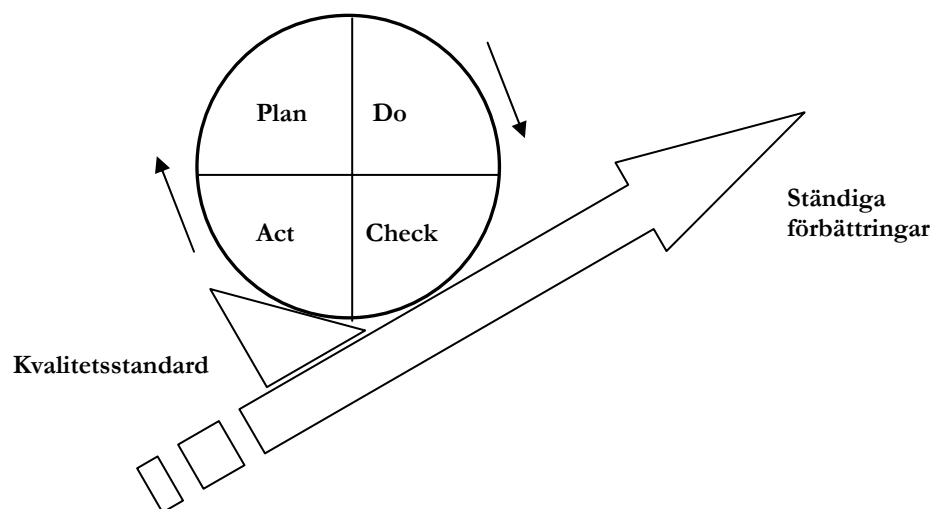 Plan
Do
Act
Check
Ständiga
förbättringar
Kvalitetsstandard